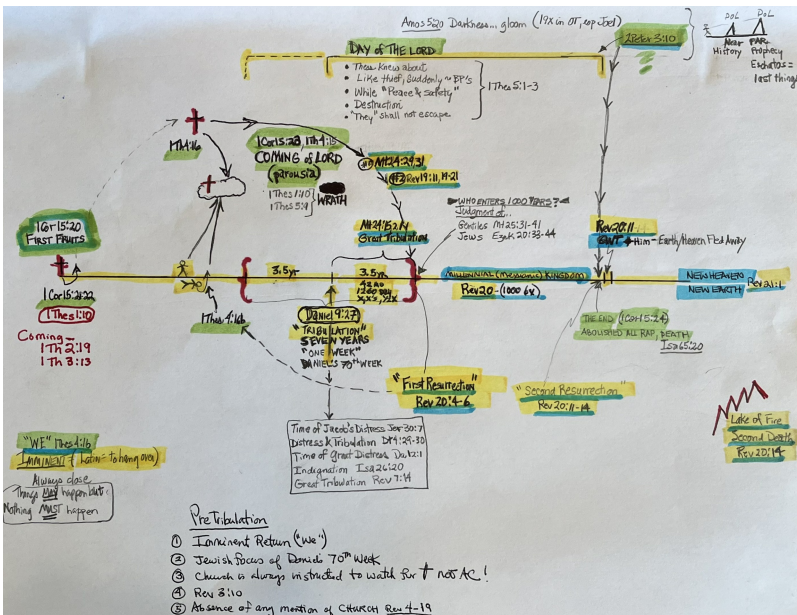 Amos 5:20 Darkness... gloom (19x in OT, esp Joel)
2 Peter 3:10
DOL
DOL
Near
History
FAR
Prophecy
Eschatos =
last things
DAY OF THE LORD
• Thess Knew about
• Like thief, Suddenly ~ BP's
• While "Peace & Safety"
• Destruction
• "They" shall not escape
1 Thes 5:1-3
1 Th 4:16
1 Cor 15:23, 1 Th 4:15
COMING of LORD
(parousia)
1 Thes 1:10
1 Thes 5:9
WRATH
Mt 24:29,31
#2 Rev 19:11, 19-21
WHO ENTERS 1000 YEARS?
Judgment of...
Gentiles Mt 25:31-41
Jews Ezek 20:33-44
1 Cor 15:20
FIRST FRUITS
Mt 24:15, 21
Great Tribulation
Rev 20:11
GWT Him - Earth/Heaven Fled Away
3.5 yr
3.5 yr
42 mo
1260 day
MILLENNIAL (Messianic) KINGDOM
Rev 20 - (1000 6x)
NEW HEAVEN
NEW EARTH
Rev 21:1
1 Cor 15:22
1 Thes 1:10
Coming -
1 Th 2:19
1 Th 3:13
1 Thes 4:16b
Daniel 9:27
"TRIBULATION"
SEVEN YEARS
"ONE WEEK"
DANIEL'S 70th WEEK
THE END (1 Cor 15:24)
ABOLISHED ALL RAP, DEATH
Isa 65:20
"First Resurrection"
Rev 20:4-6
"Second Resurrection"
Rev 20:11-14
Lake of Fire
Second Death
Rev 20:14
Time of Jacob's Distress Jer 30:7
Distress & Tribulation Dt 4:29-30
Time of Great Distress Da 12:1
Indignation Isa 26:20
Great Tribulation Rev 7:14
"WE" 1 Thes 4:16
IMMINENT - (Latin = to hang over)
Always close
Things MAY happen but
Nothing MUST happen
PreTribulation
① Imminent Return ("We")
② Jewish focus of Daniel's 70th Week
③ Church is always instructed to watch for † not AC!
④ Rev 3:10
⑤ Absence of any mention of CHURCH Rev 4-19